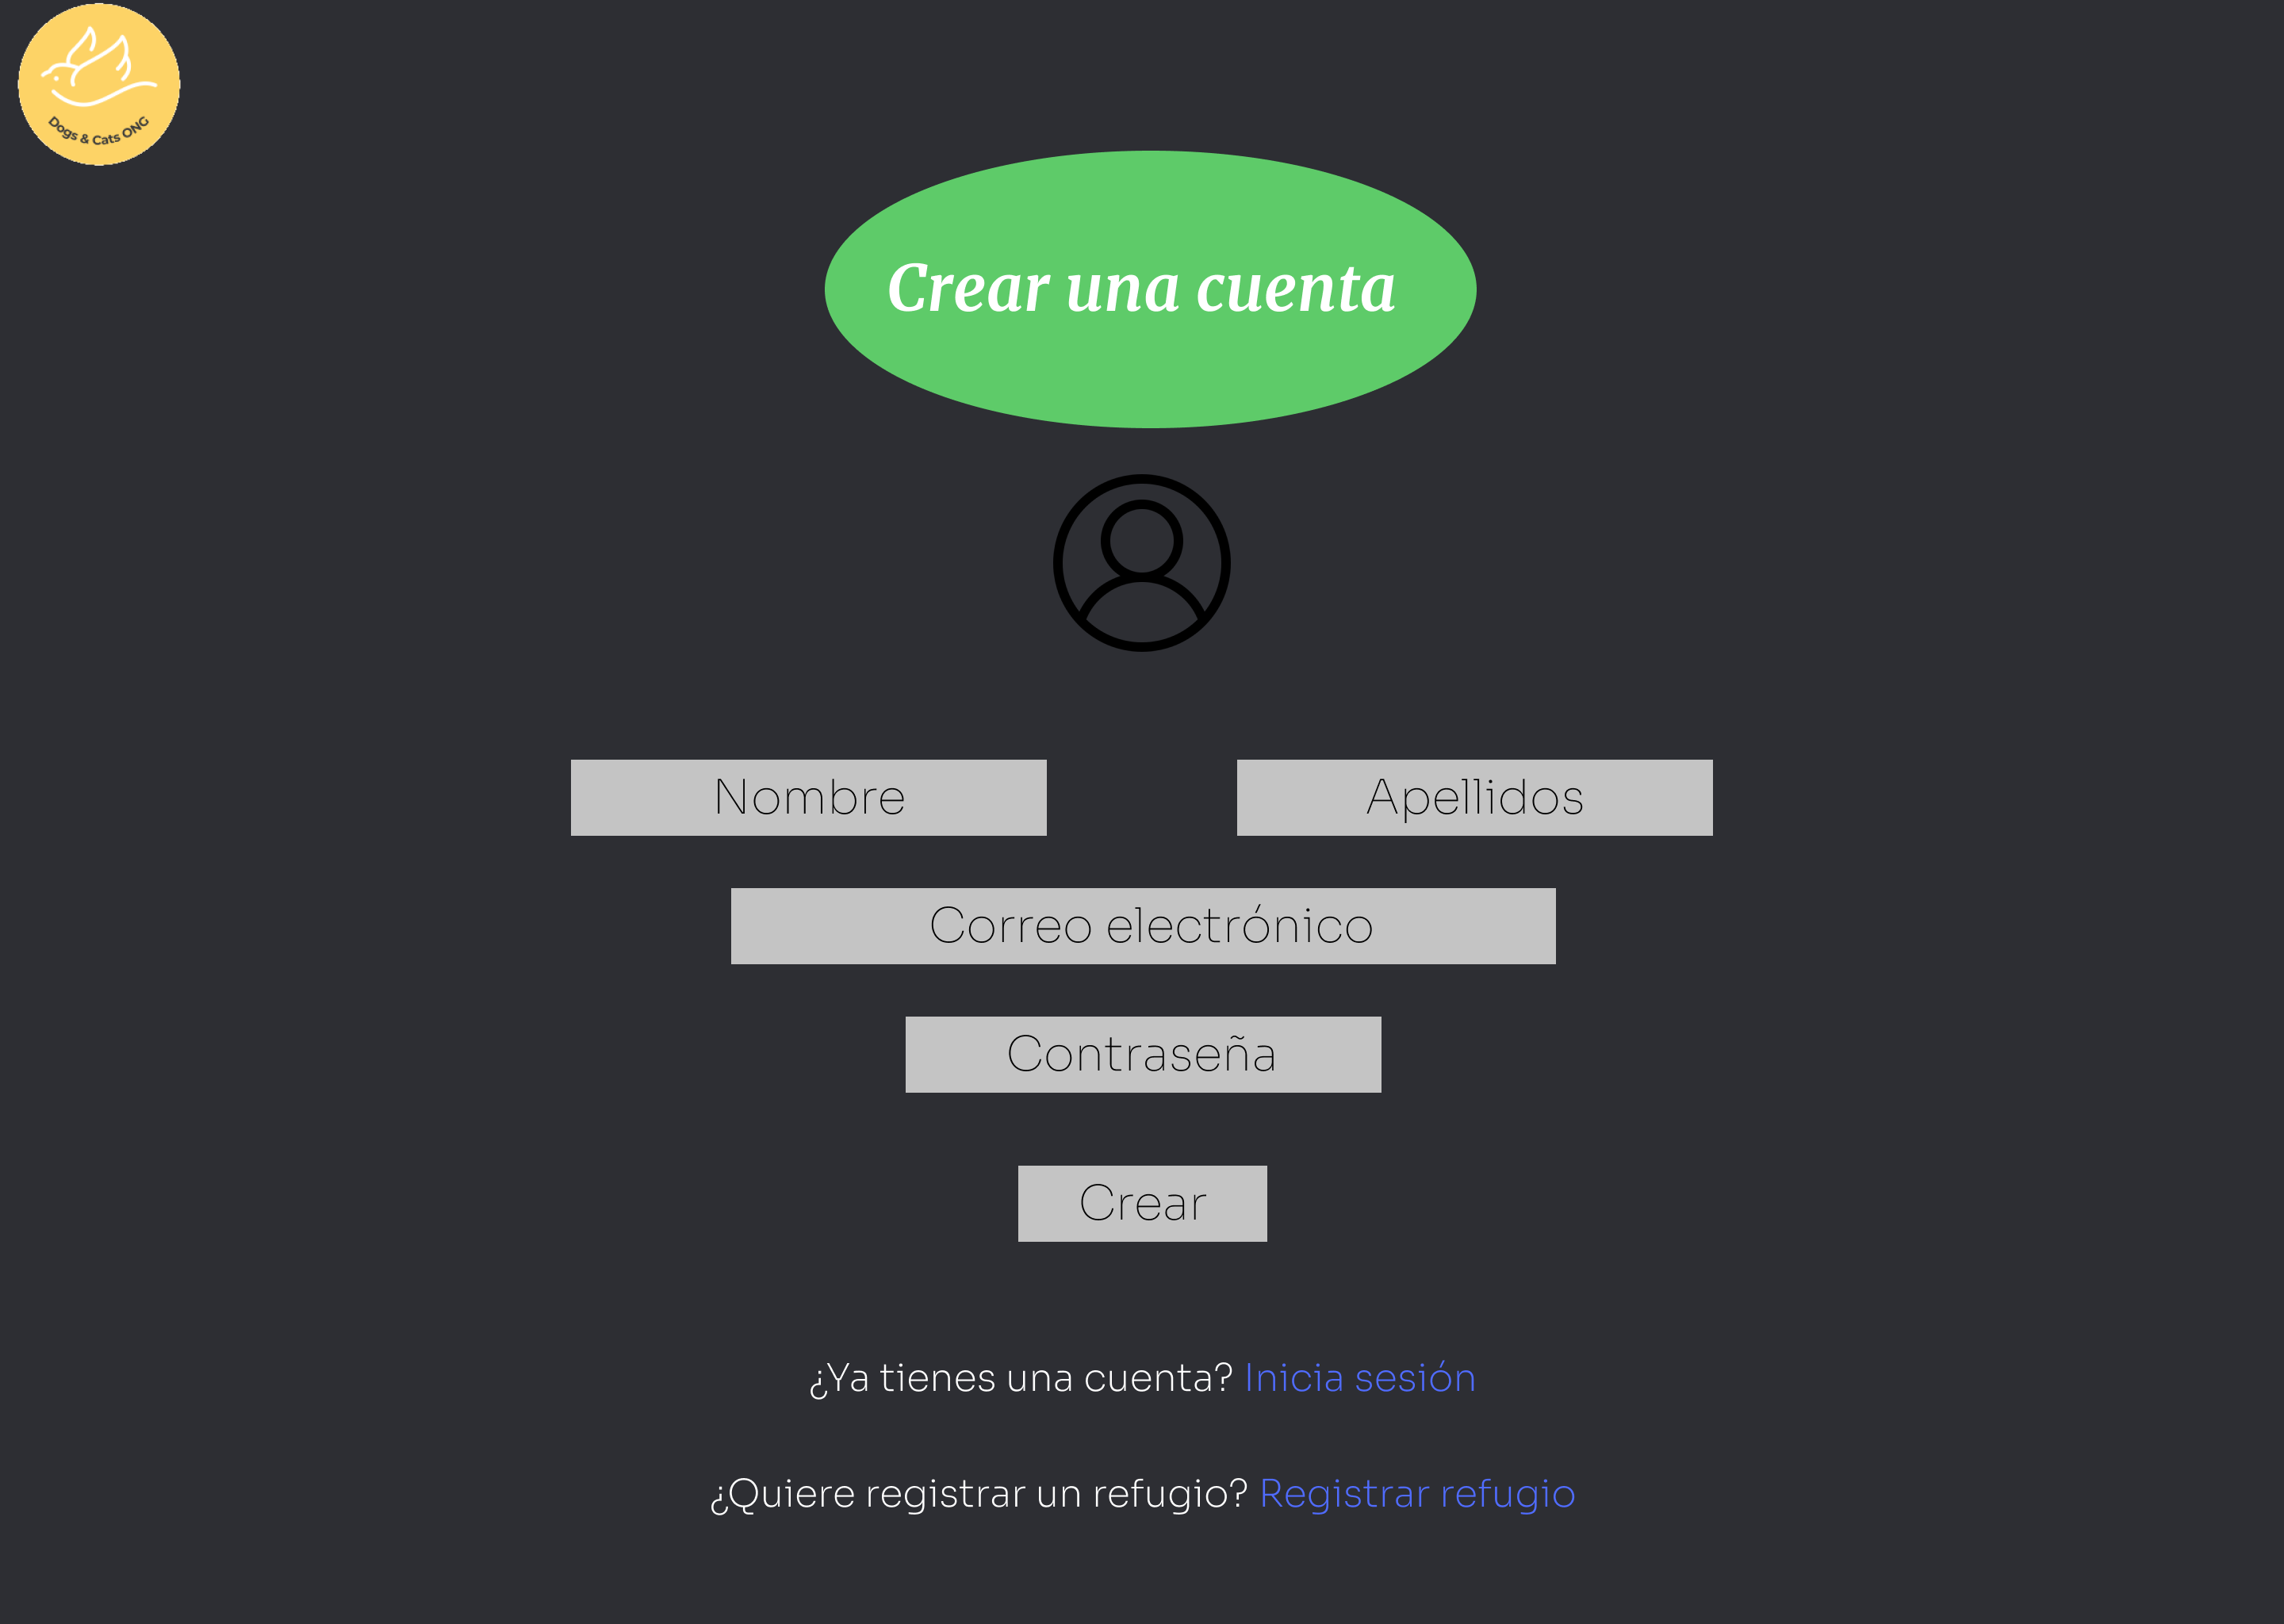 Dogs & Cats ONG
Crear una cuenta
Nombre
Apellidos
Correo electrónico
Contraseña
Crear
¿Ya tienes una cuenta? Inicia sesión
¿Quiere registrar un refugio? Registrar refugio